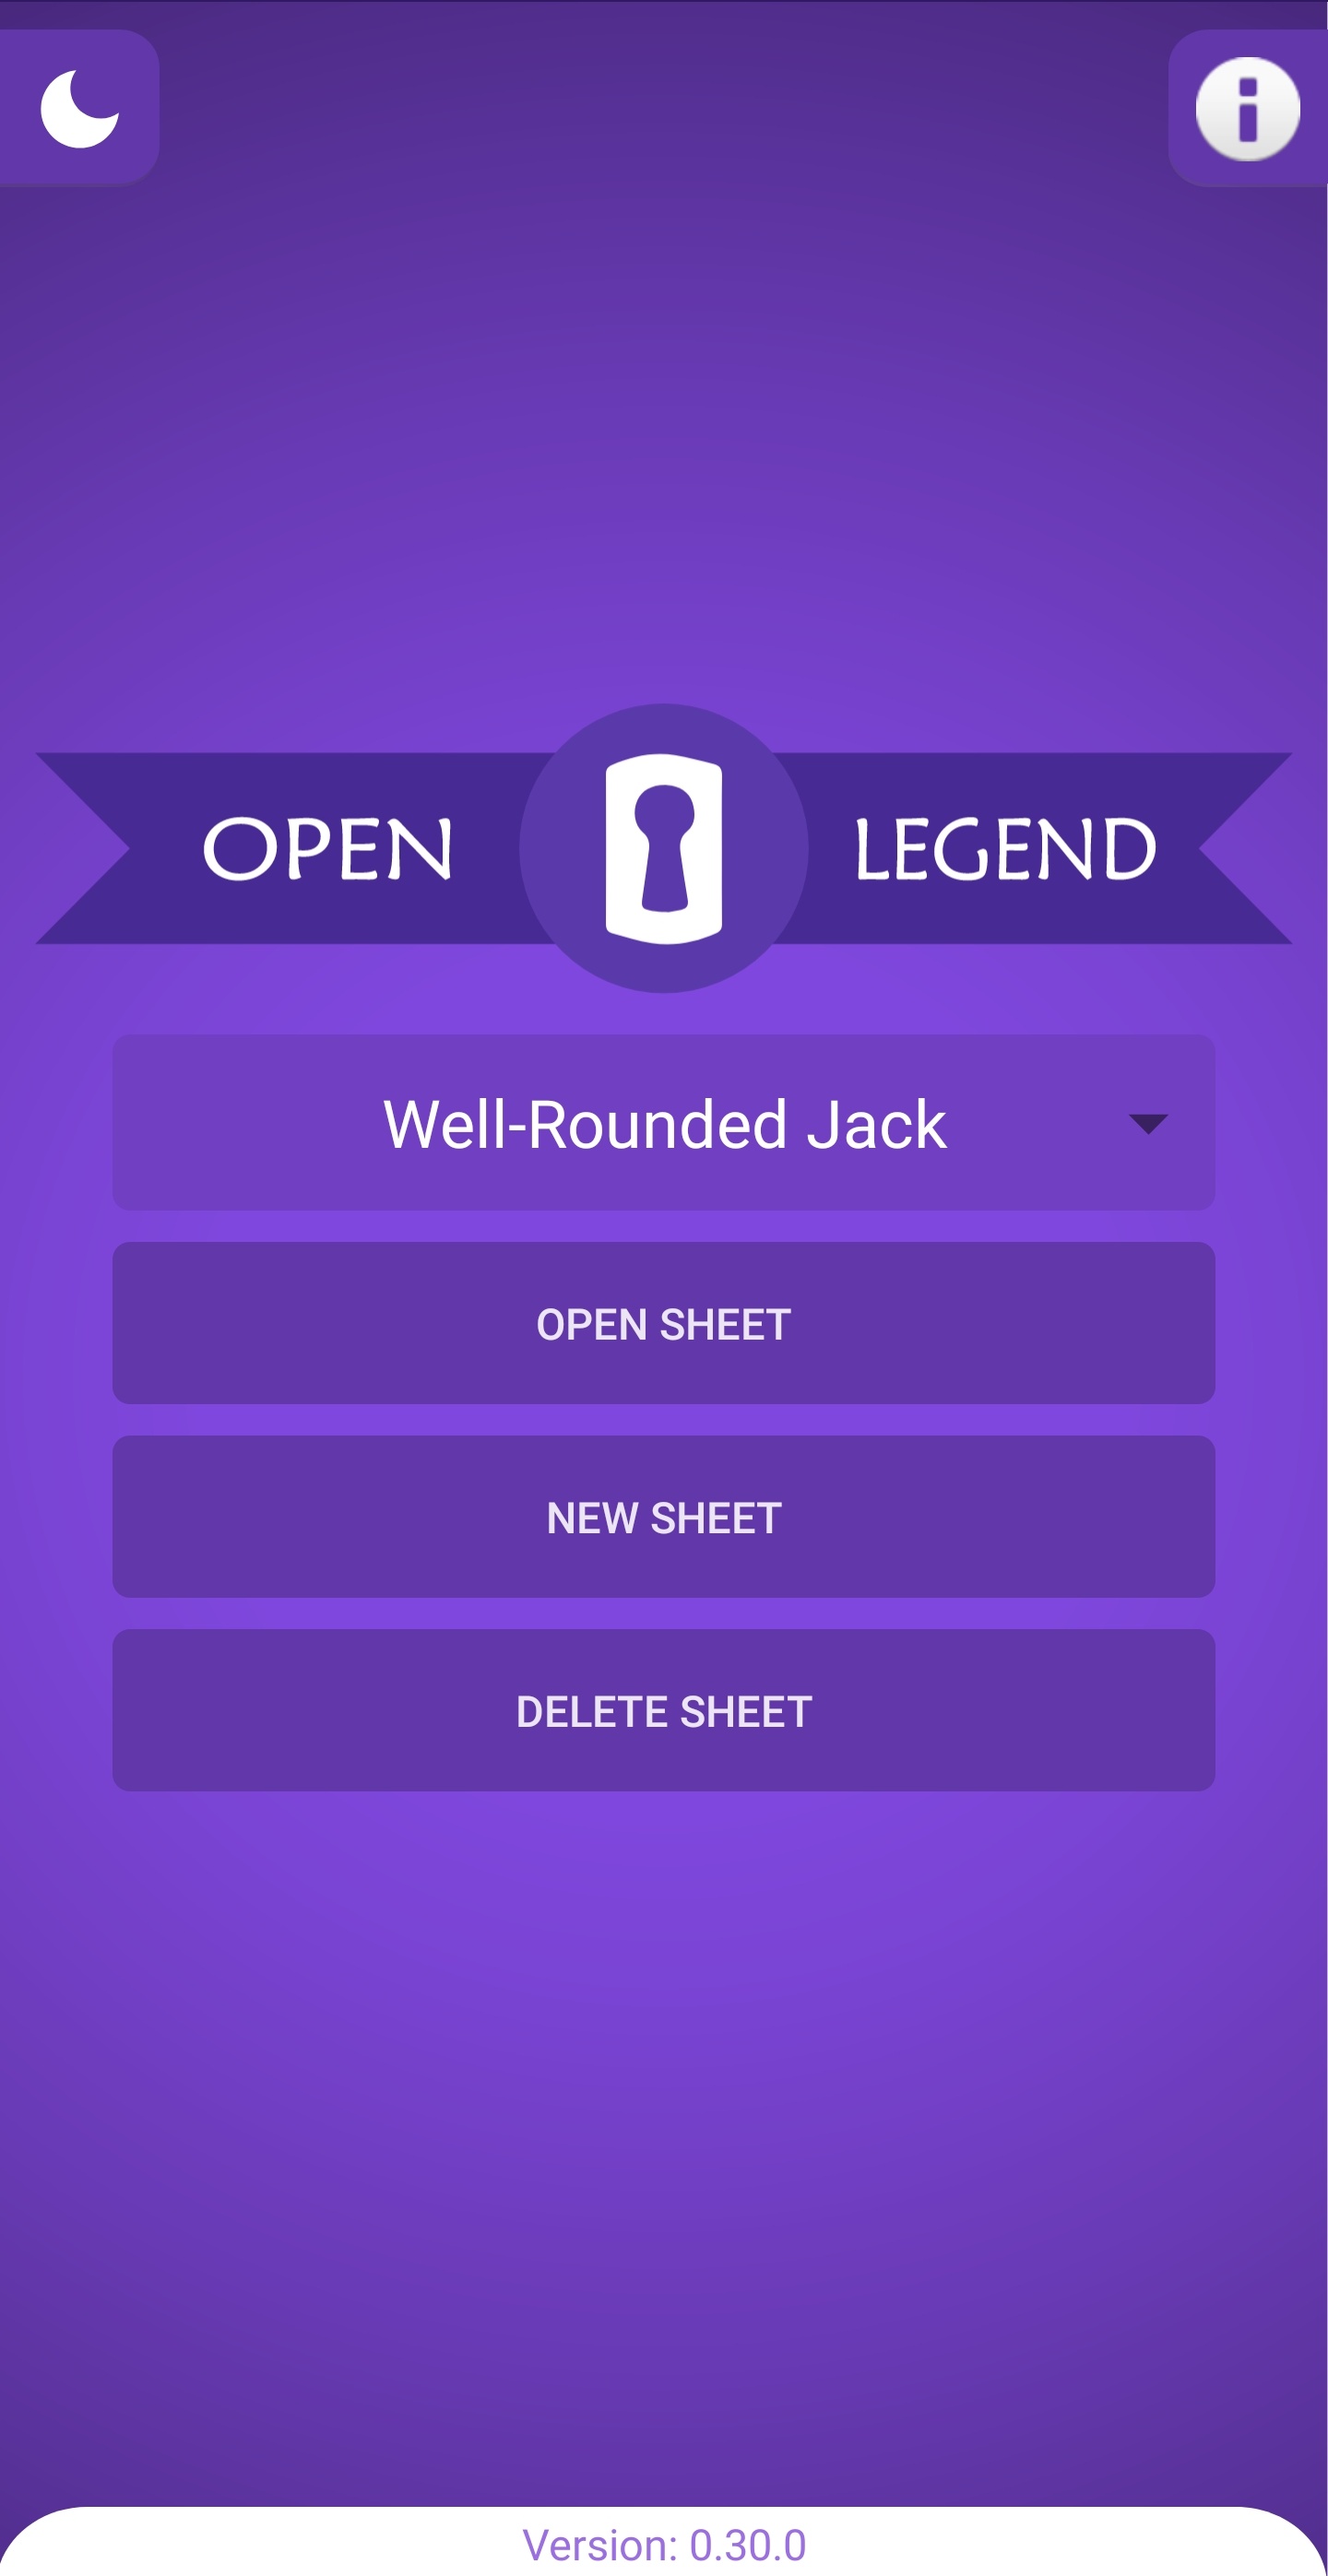 OPEN LEGEND
Well-Rounded Jack
OPEN SHEET
NEW SHEET
DELETE SHEET
Version: 0.30.0